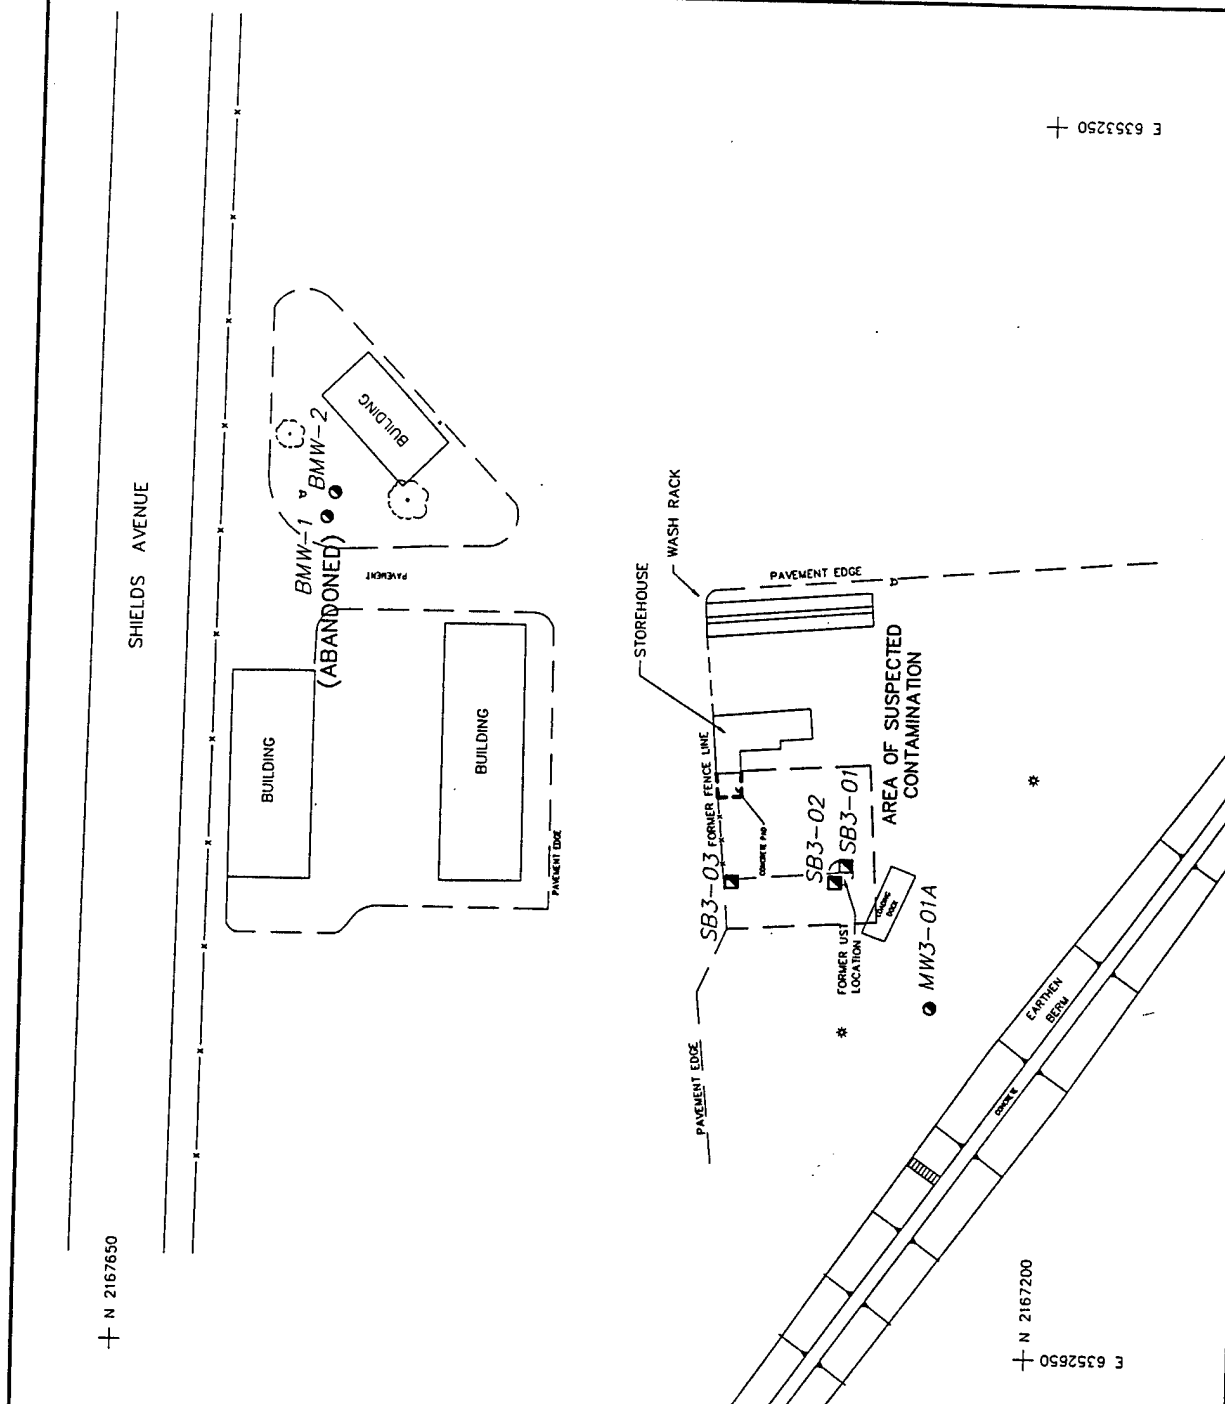 SHIELDS AVENUE
E 6353250
BUILDING
BMW-2
BMW-1
(ABANDONED)
PAVEMENT
BUILDING
BUILDING
PAVEMENT EDGE
WASH RACK
STOREHOUSE
PAVEMENT EDGE
FORMER FENCE LINE
CONCRETE PAD
SB3-03
SB3-02
SB3-01
AREA OF SUSPECTED
CONTAMINATION
LOADING
DOCK
FORMER UST
LOCATION
MW3-01A
PAVEMENT EDGE
EARTHEN
BERM
CONCRETE
N 2167650
N 2167200
E 6352650